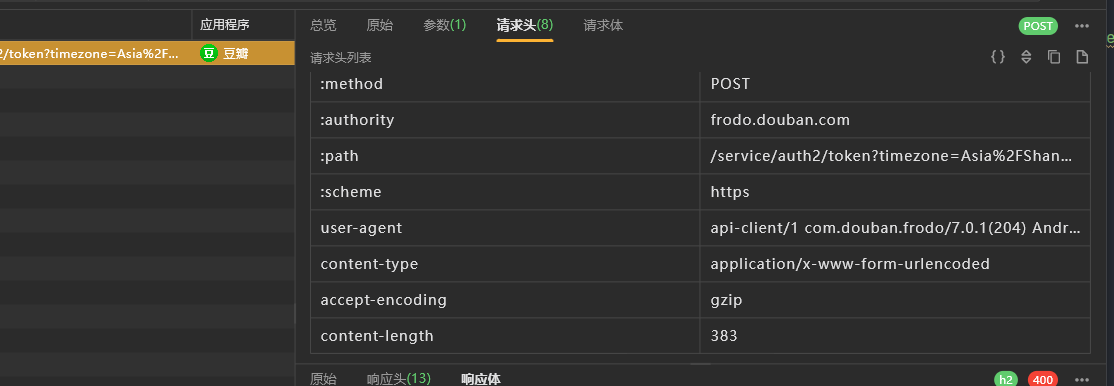 应用程序
2/token?timezone=Asia%2F...
豆 豆瓣
总览 原始 参数(1) 请求头(8) 请求体 POST
请求头列表
:method POST
:authority frodo.douban.com
:path /service/auth2/token?timezone=Asia%2FShan...
:scheme https
user-agent api-client/1 com.douban.frodo/7.0.1(204) Andr...
content-type application/x-www-form-urlencoded
accept-encoding gzip
content-length 383
原始 响应头(13) 响应体 h2 400